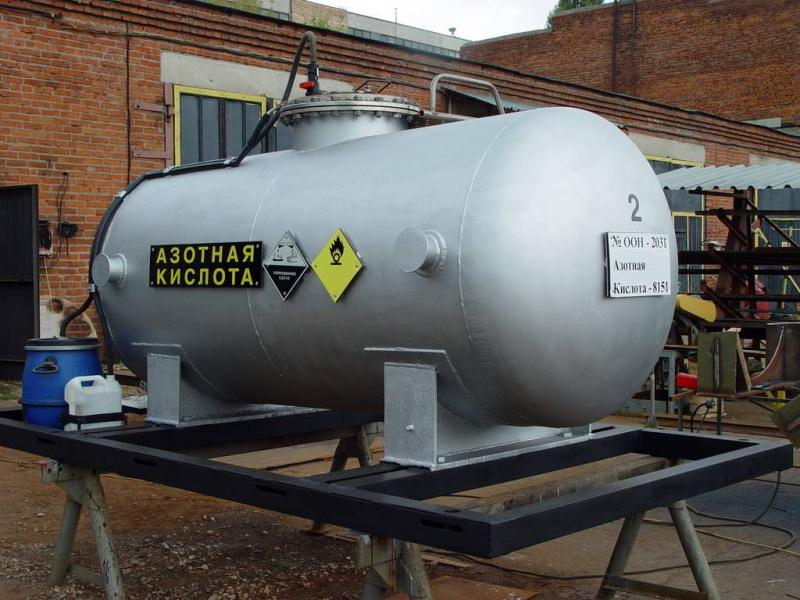 АЗОТНАЯ
КИСЛОТА
2
№ ООН - 2031
Азотная
Кислота - 8151